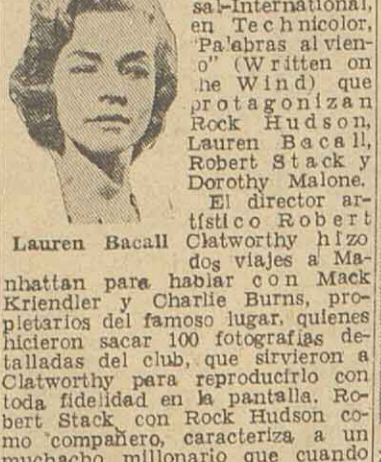 sal-International,
en Technicolor,
"Palabras al vien-
o" (Written on
he Wind) que
protagonizan
Rock Hudson,
Lauren Bacall,
Robert Stack y
Dorothy Malone.
El director ar-
tístico Robert
Lauren Bacall
Clatworthy hizo
dos viajes a Ma-
nhattan para hablar con Mack
Kriendler y Charlie Burns, pro-
pietarios del famoso lugar, quienes
hicieron sacar 100 fotografías de-
talladas del club, que sirvieron a
Clatworthy para reproducirlo con
toda fidelidad en la pantalla. Ro-
bert Stack con Rock Hudson co-
mo compañero, caracteriza a un
muchacho millonario que cuando